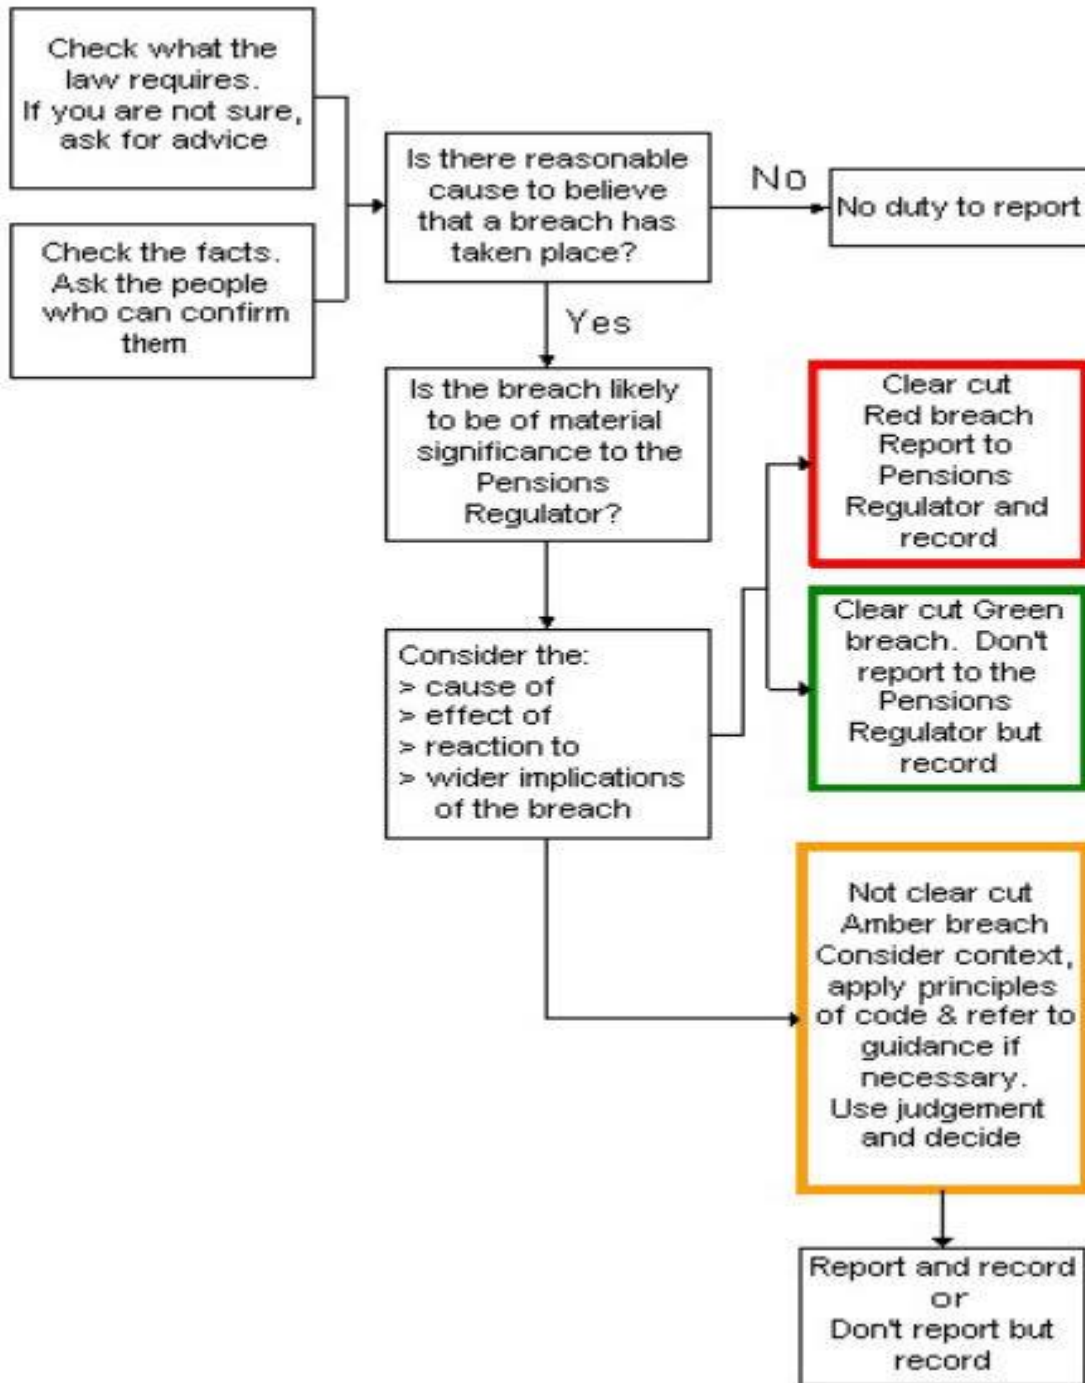 Check what the
law requires.
If you are not sure,
ask for advice
Check the facts.
Ask the people
who can confirm
them
Is there reasonable
cause to believe
that a breach has
taken place?
No
No duty to report
Yes
Is the breach likely
to be of material
significance to the
Pensions
Regulator?
Consider the:
> cause of
> effect of
> reaction to
> wider implications
of the breach
Clear cut
Red breach
Report to
Pensions
Regulator and
record
Clear cut Green
breach. Don't
report to the
Pensions
Regulator but
record
Not clear cut
Amber breach
Consider context,
apply principles
of code & refer to
guidance if
necessary.
Use judgement
and decide
Report and record
or
Don't report but
record